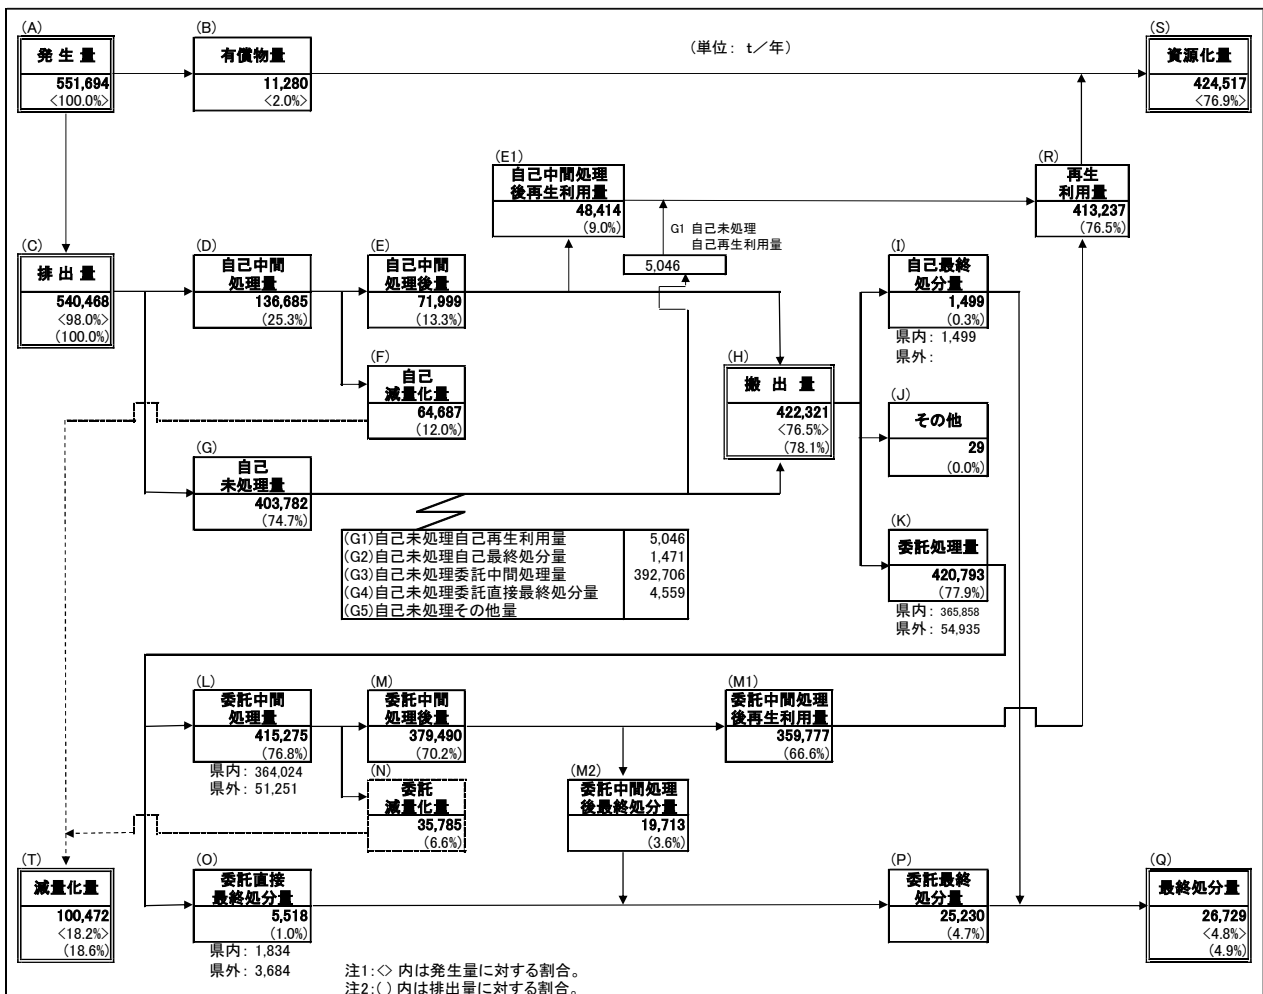 (A)
発 生 量
551,694
<100.0%>
(B)
有償物量
11,280
<2.0%>
(単位： t／年)
(S)
資源化量
424,517
<76.9%>
(E1)
自己中間処理
後再生利用量
48,414
(9.0%)
(R)
再生
利用量
413,237
(76.5%)
G1 自己未処理
自己再生利用量
5,046
(C)
排 出 量
540,468
<98.0%>
(100.0%)
(D)
自己中間
処理量
136,685
(25.3%)
(E)
自己中間
処理後量
71,999
(13.3%)
(I)
自己最終
処分量
1,499
(0.3%)
県内： 1,499
県外：
(F)
自己
減量化量
64,687
(12.0%)
(H)
搬 出 量
422,321
<76.5%>
(78.1%)
(J)
その他
29
(0.0%)
(G)
自己
未処理量
403,782
(74.7%)
(G1)自己未処理自己再生利用量 5,046
(G2)自己未処理自己最終処分量 1,471
(G3)自己未処理委託中間処理量 392,706
(G4)自己未処理委託直接最終処分量 4,559
(G5)自己未処理その他量
(K)
委託処理量
420,793
(77.9%)
県内： 365,858
県外： 54,935
(L)
委託中間
処理量
415,275
(76.8%)
県内： 364,024
県外： 51,251
(M)
委託中間
処理後量
379,490
(70.2%)
(M1)
委託中間処理
後再生利用量
359,777
(66.6%)
(N)
委託
減量化量
35,785
(6.6%)
(M2)
委託中間処理
後最終処分量
19,713
(3.6%)
(T)
減量化量
100,472
<18.2%>
(18.6%)
(O)
委託直接
最終処分量
5,518
(1.0%)
県内： 1,834
県外： 3,684
(P)
委託最終
処分量
25,230
(4.7%)
(Q)
最終処分量
26,729
<4.8%>
(4.9%)
注1：<> 内は発生量に対する割合。
注2：( ) 内は排出量に対する割合。